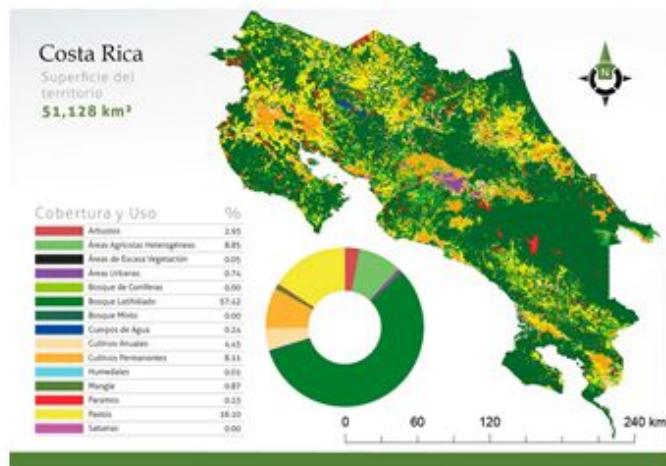 Costa Rica
Superficie del
territorio
51,128 km²
N
Cobertura y Uso %
Arbustos 2.93
Áreas Agrícolas Heterogéneas 8.85
Áreas de Escasa Vegetación 0.05
Áreas Urbanas 0.74
Bosque de Coníferas 0.00
Bosque Latifoliado 57.42
Bosque Mixto 0.00
Cuerpos de Agua 0.24
Cultivos Anuales 4.43
Cultivos Permanentes 8.11
Humedales 0.01
Mangle 0.87
Paramos 0.23
Pastos 16.10
Sabanas 0.00
0 60 120 240 km